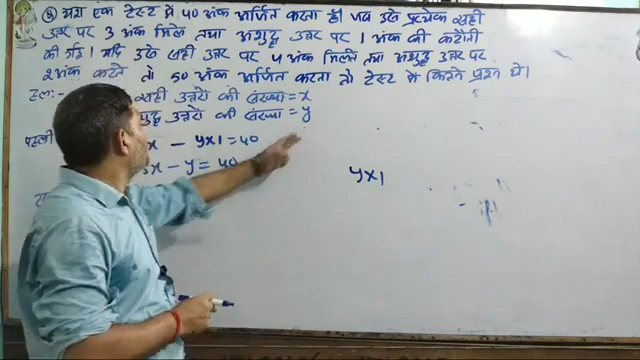 यश एक टेस्ट में 40 अंक अर्जित करता है। जब उसे प्रत्येक सही
उत्तर पर 3 अंक मिले तथा अशुद्ध उत्तर पर 1 अंक की कटौती
की गई। यदि उसे सही उत्तर पर 4 अंक मिलते तथा अशुद्ध उत्तर पर
2 अंक कटते तो 50 अंक अर्जित करता तो टेस्ट में कितने प्रश्न थे।
हल:- सही उत्तरों की संख्या = x
उत्तरों की संख्या = y
पहली x - y×1 = 40
3x - y = 40
y×1